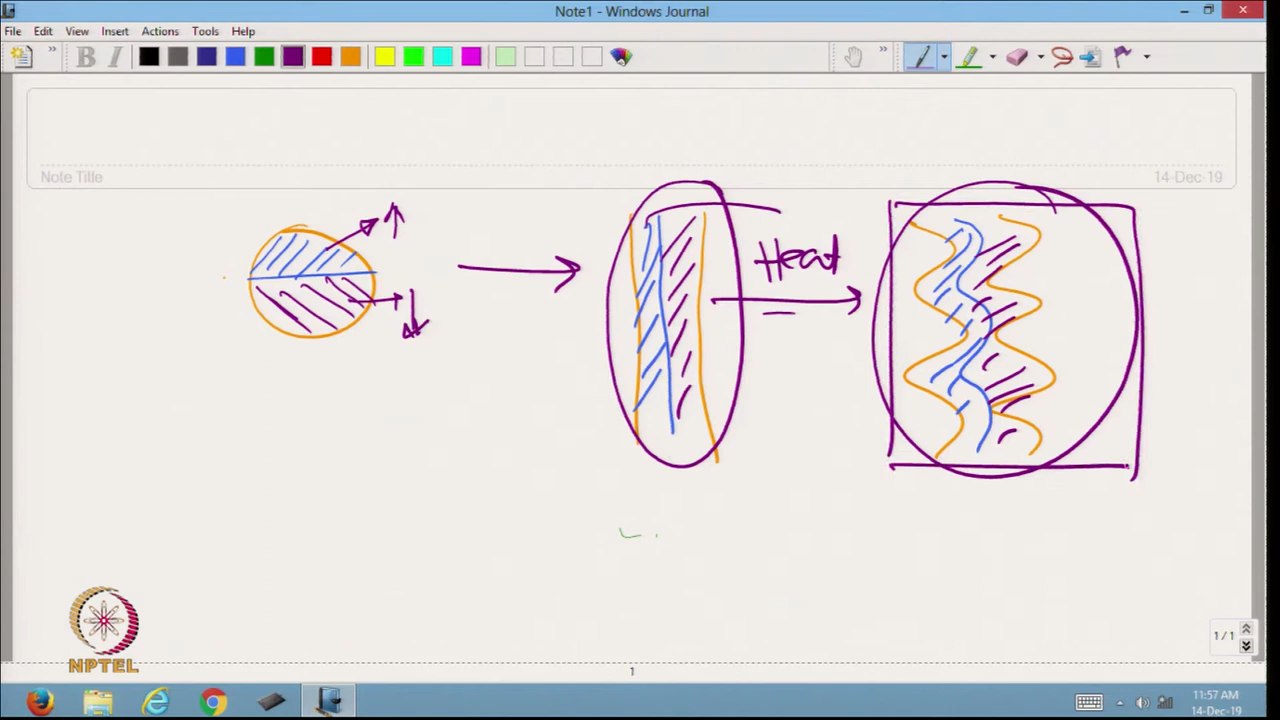 Note1 - Windows Journal
File Edit View Insert Actions Tools Help
B I
Note Title
14-Dec-19
Heat
1 / 1
NPTEL
1
11:57 AM
14-Dec-19